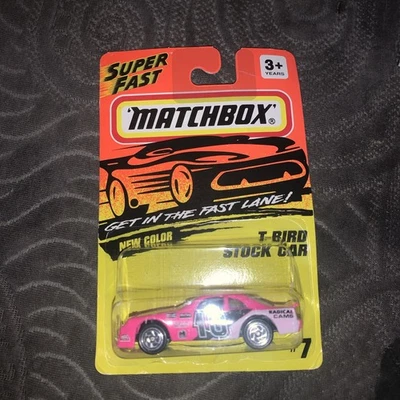 SUPER
FAST
3+
YEARS
"MATCHBOX"®
GET IN THE FAST LANE!
NEW COLOR
T-BIRD
STOCK CAR
RADICAL
CAMS
#7